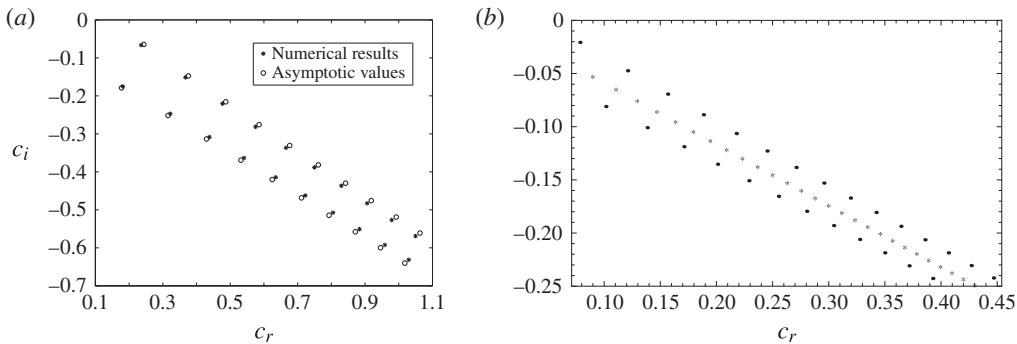 (a)
0
–0.1
–0.2
–0.3
–0.4
–0.5
–0.6
–0.7
c_i
Numerical results
Asymptotic values
0.1 0.3 0.5 0.7 0.9 1.1
c_r
(b)
0
–0.05
–0.10
–0.15
–0.20
–0.25
0.10 0.15 0.20 0.25 0.30 0.35 0.40 0.45
c_r